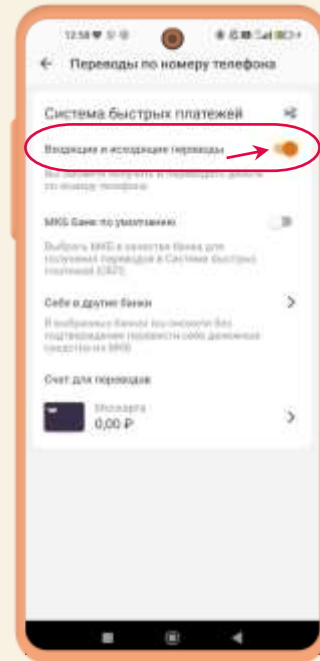 12:58
Переводы по номеру телефона
Система быстрых платежей
Входящие и исходящие переводы
Вы сможете получать и переводить деньги
по номеру телефона
МКБ Банк по умолчанию
Выбрать МКБ в качестве банка для
получения переводов в Системе быстрых
платежей (СБП)
Себе в другие банки
В выбранных банках вы сможете без
подтверждения перевести себе денежные
средства из МКБ
Счет для переводов
Москарта
0,00 ₽